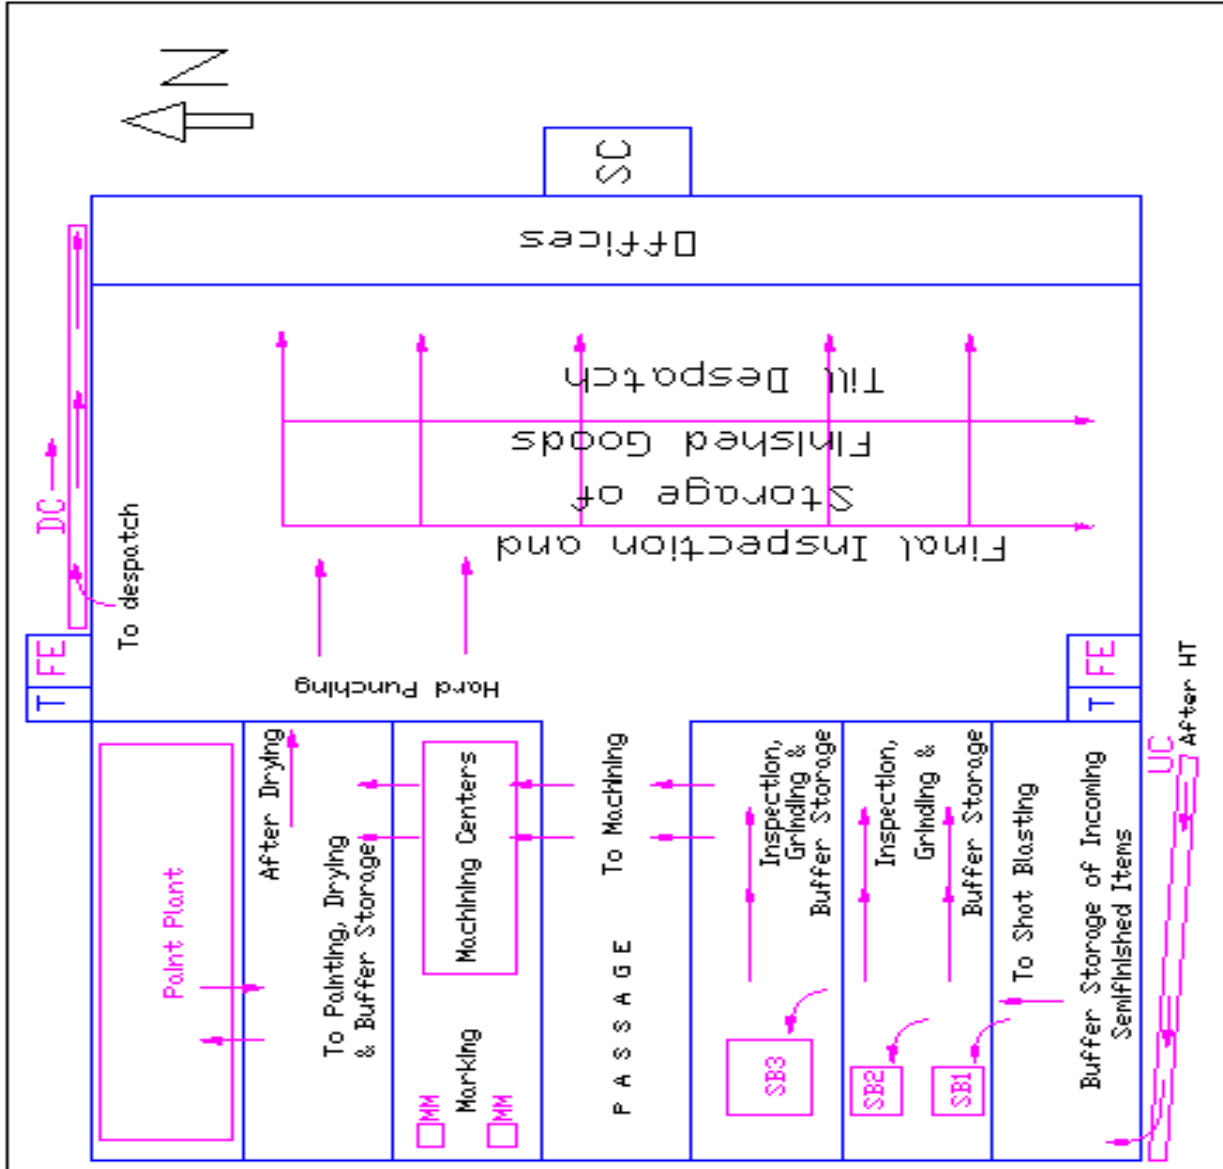 N
SC
Offices
Till Despatch
Finished Goods
Storage of
Final Inspection and
DC
To despatch
T
FE
Hard Punching
T
FE
UC
After HT
Paint Plant
After Drying
To Painting, Drying
& Buffer Storage
Machining Centers
Marking
MM
MM
To Machining
PASSAGE
Inspection,
Grinding &
Buffer Storage
SB3
Inspection,
Grinding &
Buffer Storage
SB2
SB1
To Shot Blasting
Buffer Storage of Incoming
Semifinished Items